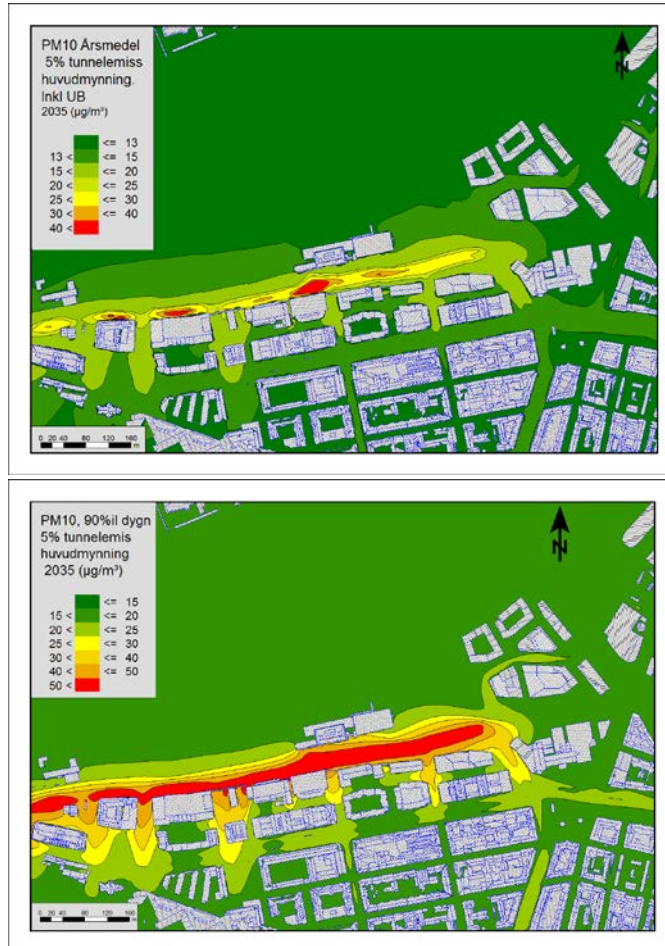 PM10 Årsmedel
5% tunnelemiss
huvudmynning.
Inkl UB
2035 (µg/m³)
<= 13
13 < <= 15
15 < <= 20
20 < <= 25
25 < <= 30
30 < <= 40
40 <
N
0 20 40 80 120 160
m
PM10, 90%il dygn
5% tunnelemis
huvudmynning
2035 (µg/m³)
<= 15
15 < <= 20
20 < <= 25
25 < <= 30
30 < <= 40
40 < <= 50
50 <
N
0 20 40 80 120 160
m